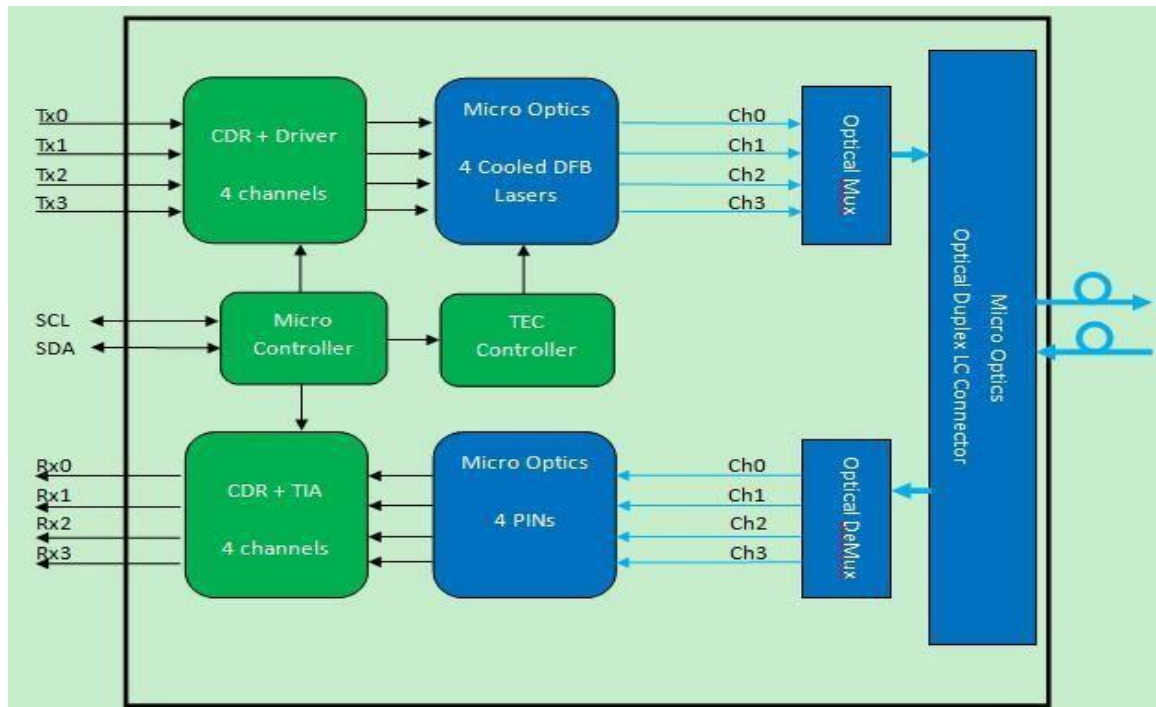 Tx0
Tx1
Tx2
Tx3
CDR + Driver
4 channels
Micro Optics
4 Cooled DFB
Lasers
Ch0
Ch1
Ch2
Ch3
Optical Mux
SCL
SDA
Micro
Controller
TEC
Controller
Micro Optics
Optical Duplex LC Connector
Rx0
Rx1
Rx2
Rx3
CDR + TIA
4 channels
Micro Optics
4 PINs
Ch0
Ch1
Ch2
Ch3
Optical DeMux